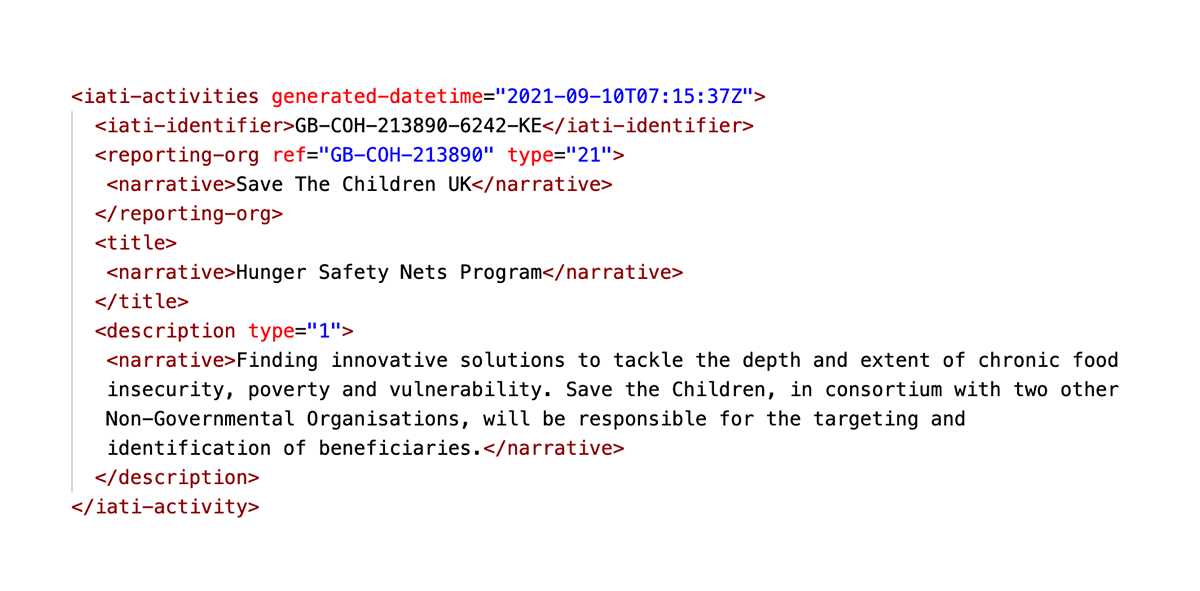 <iati-activities generated-datetime="2021-09-10T07:15:37Z">
<iati-identifier>GB-COH-213890-6242-KE</iati-identifier>
<reporting-org ref="GB-COH-213890" type="21">
<narrative>Save The Children UK</narrative>
</reporting-org>
<title>
<narrative>Hunger Safety Nets Program</narrative>
</title>
<description type="1">
<narrative>Finding innovative solutions to tackle the depth and extent of chronic food
insecurity, poverty and vulnerability. Save the Children, in consortium with two other
Non-Governmental Organisations, will be responsible for the targeting and
identification of beneficiaries.</narrative>
</description>
</iati-activity>